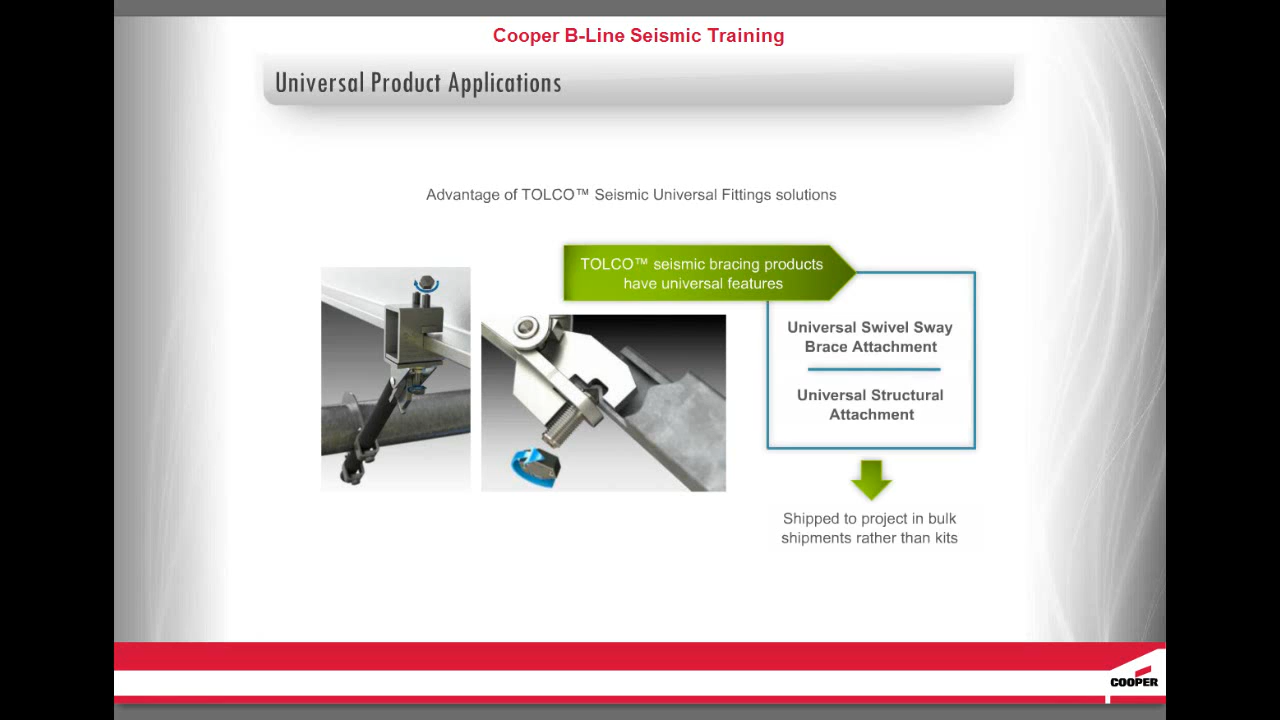 Cooper B-Line Seismic Training
Universal Product Applications
Advantage of TOLCO™ Seismic Universal Fittings solutions
TOLCO™ seismic bracing products
have universal features
Universal Swivel Sway
Brace Attachment
Universal Structural
Attachment
Shipped to project in bulk
shipments rather than kits
COOPER